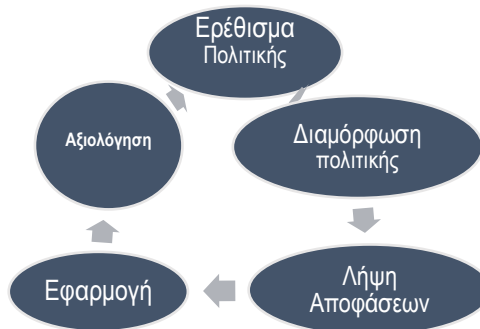 Ερέθισμα
Πολιτικής
Διαμόρφωση
πολιτικής
Λήψη
Αποφάσεων
Εφαρμογή
Αξιολόγηση